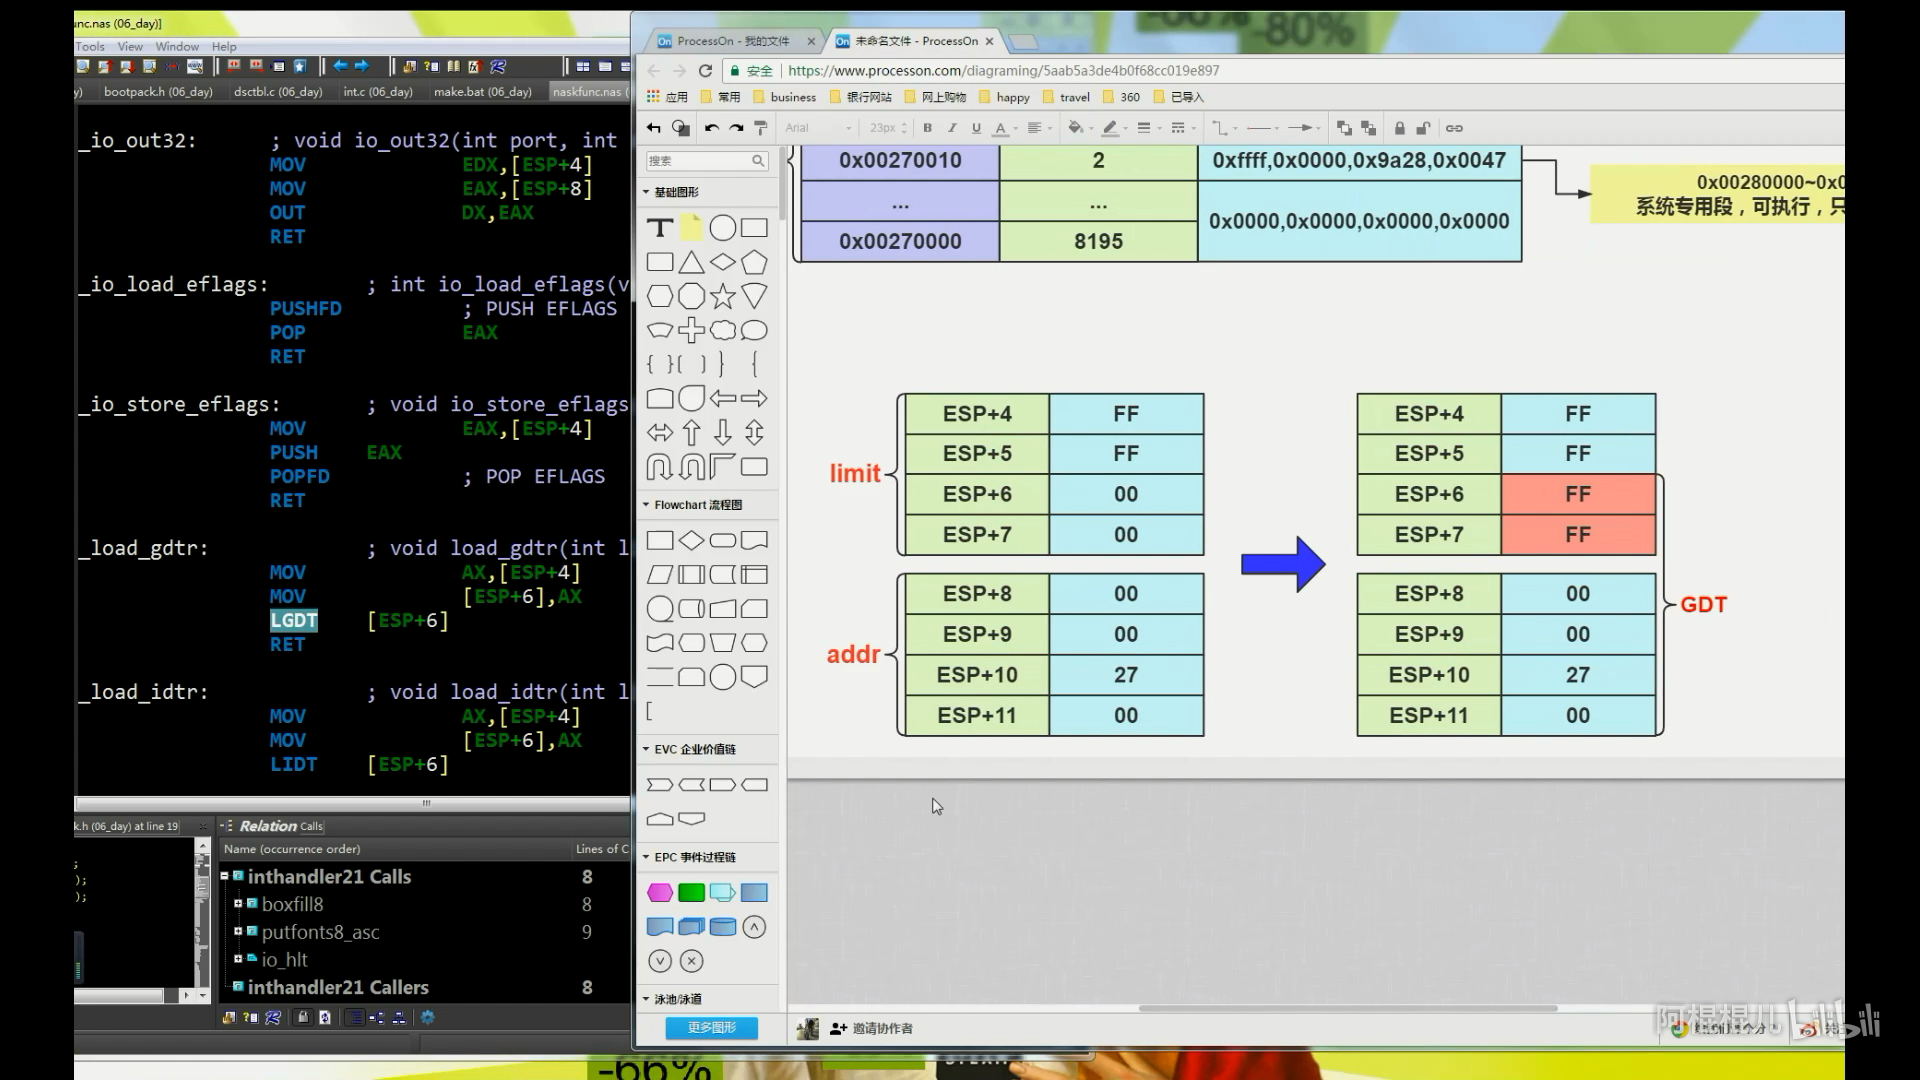 unc.nas (06_day)]
Tools View Window Help
bootpack.h (06_day) dsctbl.c (06_day) int.c (06_day) make.bat (06_day) naskfunc.nas (
_io_out32: ; void io_out32(int port, int
MOV EDX,[ESP+4]
MOV EAX,[ESP+8]
OUT DX,EAX
RET
_io_load_eflags: ; int io_load_eflags(v
PUSHFD ; PUSH EFLAGS
POP EAX
RET
_io_store_eflags: ; void io_store_eflags
MOV EAX,[ESP+4]
PUSH EAX
POPFD ; POP EFLAGS
RET
_load_gdtr: ; void load_gdtr(int l
MOV AX,[ESP+4]
MOV [ESP+6],AX
LGDT [ESP+6]
RET
_load_idtr: ; void load_idtr(int l
MOV AX,[ESP+4]
MOV [ESP+6],AX
LIDT [ESP+6]
k.h (06_day) at line 19
;
);
);
Relation Calls
Name (occurrence order) Lines of C
inthandler21 Calls 8
boxfill8 8
putfonts8_asc 9
io_hlt
inthandler21 Callers 8
ProcessOn - 我的文件
未命名文件 - ProcessOn
安全 https://www.processon.com/diagraming/5aab5a3de4b0f68cc019e897
应用 常用 business 银行网站 网上购物 happy travel 360 已导入
Arial 23px B I U A
搜索
基础图形
T
Flowchart 流程图
EVC 企业价值链
EPC 事件过程链
泳池/泳道
更多图形
邀请协作者
0x00270010 2 0xffff,0x0000,0x9a28,0x0047
... ... 0x0000,0x0000,0x0000,0x0000
0x00270000 8195
0x00280000~0x0
系统专用段，可执行，只
limit
ESP+4 FF
ESP+5 FF
ESP+6 00
ESP+7 00
addr
ESP+8 00
ESP+9 00
ESP+10 27
ESP+11 00
ESP+4 FF
ESP+5 FF
ESP+6 FF
ESP+7 FF
ESP+8 00
ESP+9 00
ESP+10 27
ESP+11 00
GDT
阿棍棍儿 bilibili
-80%
-66%